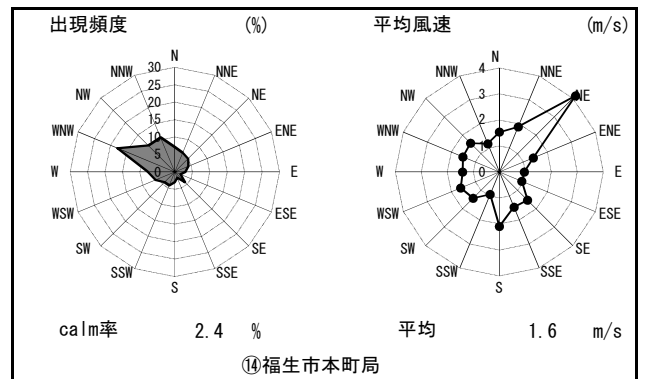 出現頻度 (%)
N
NNE
NE
ENE
E
ESE
SE
SSE
S
SSW
SW
WSW
W
WNW
NW
NNW
30
25
20
15
10
5
0
calm率 2.4 %
平均風速 (m/s)
N
NNE
NE
ENE
E
ESE
SE
SSE
S
SSW
SW
WSW
W
WNW
NW
NNW
4
3
2
1
0
平均 1.6 m/s
⑭福生市本町局